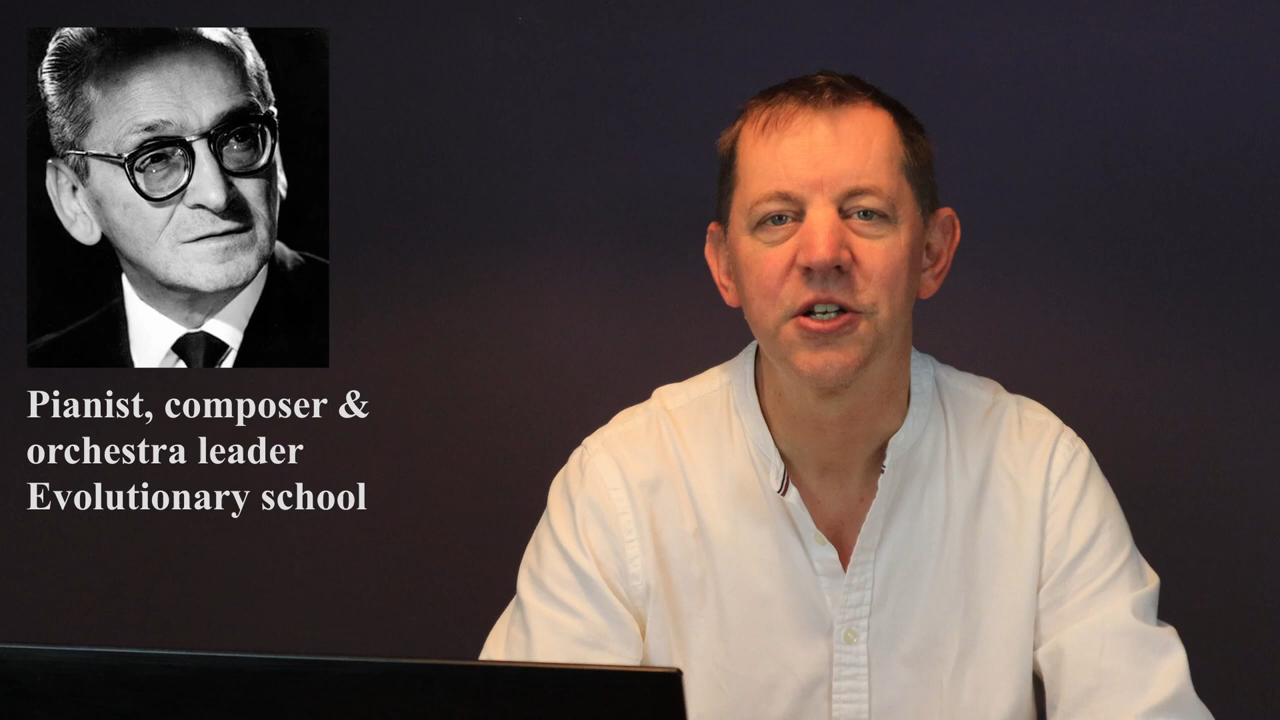 Pianist, composer &
orchestra leader
Evolutionary school